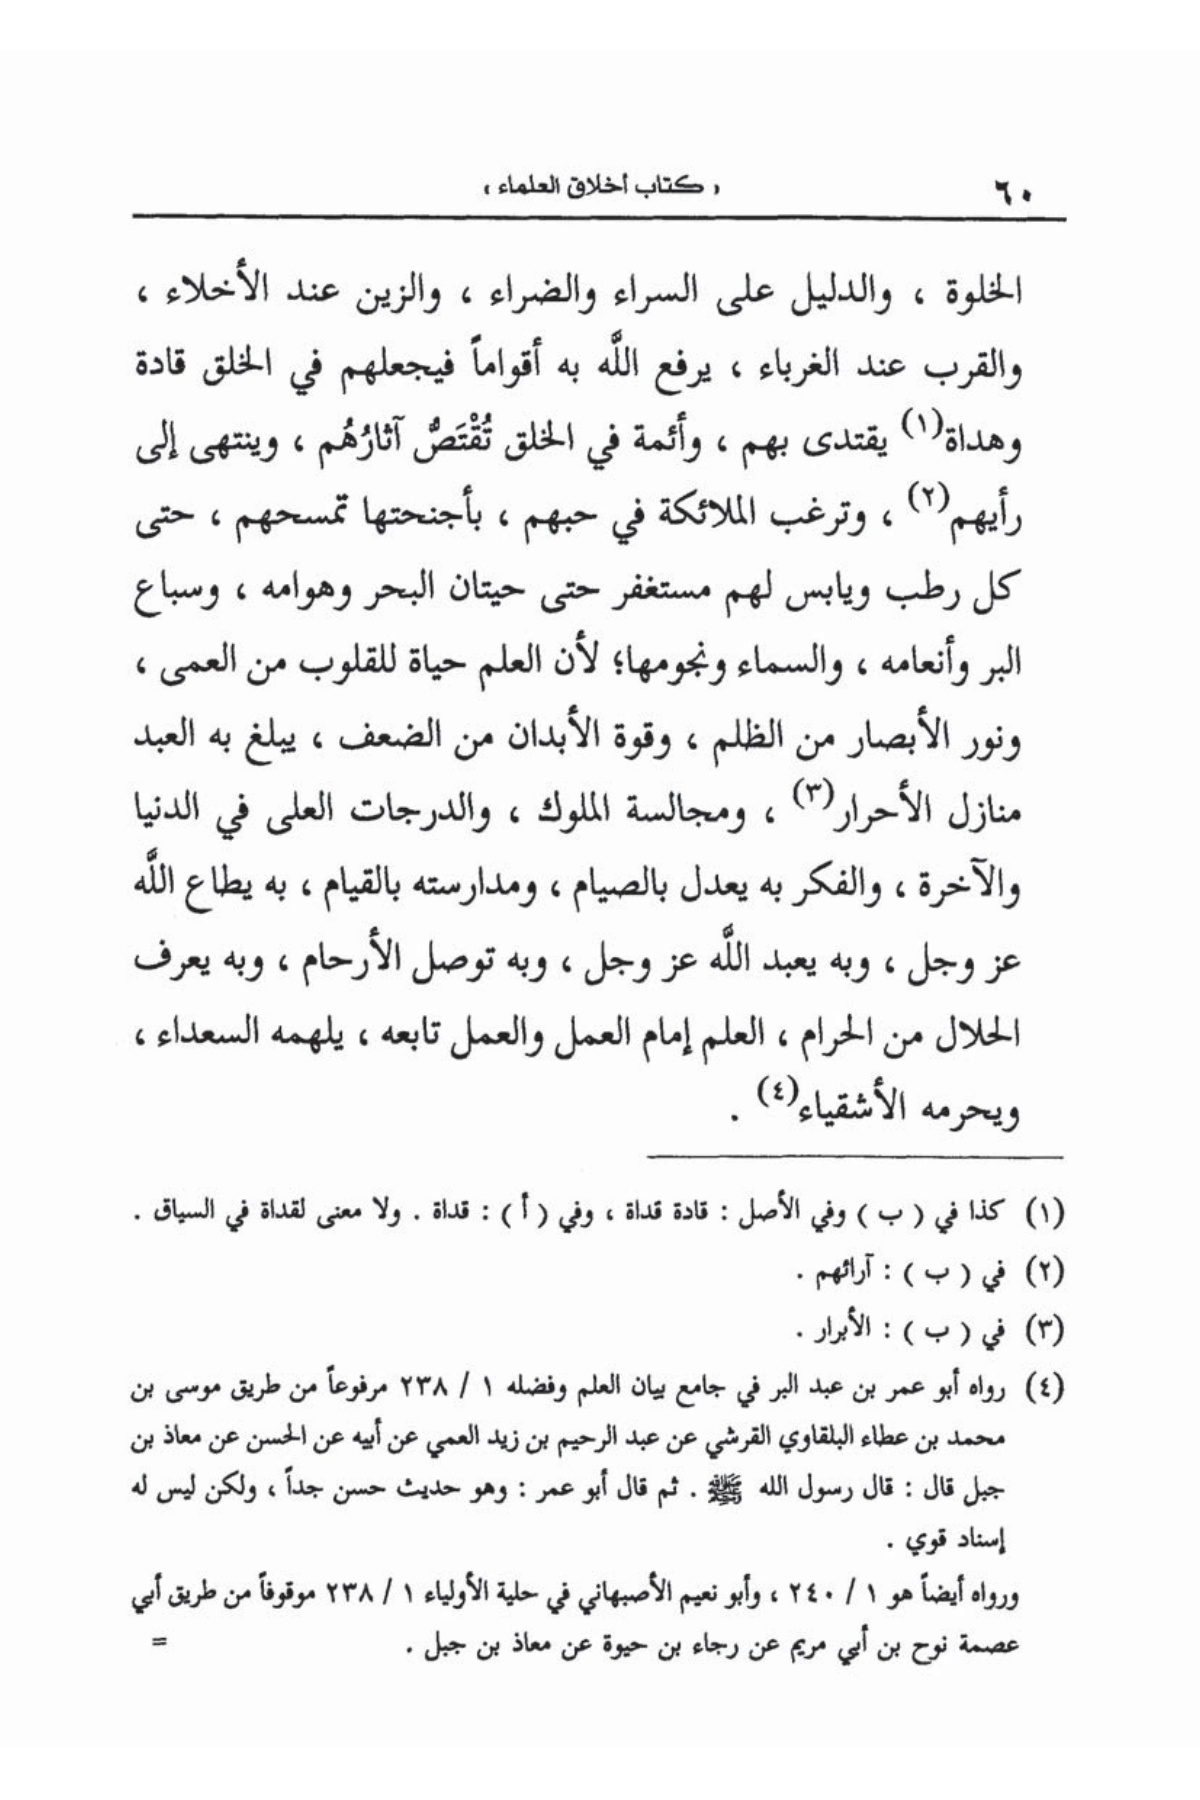 ٦٠ « كتاب أخلاق العلماء »
الخلوة ، والدليل على السراء والضراء ، والزين عند الأخلاء ،
والقرب عند الغرباء ، يرفع اللَّه به أقواماً فيجعلهم في الخلق قادة
وهداة(١) يقتدى بهم ، وأئمة في الخلق تُقْتَصُّ آثارُهُم ، وينتهى إلى
رأيهم(٢) ، وترغب الملائكة في حبهم ، بأجنحتها تمسحهم ، حتى
كل رطب ويابس لهم مستغفر حتى حيتان البحر وهوامه ، وسباع
البر وأنعامه ، والسماء ونجومها؛ لأن العلم حياة للقلوب من العمى ،
ونور الأبصار من الظلم ، وقوة الأبدان من الضعف ، يبلغ به العبد
منازل الأحرار(٣) ، ومجالسة الملوك ، والدرجات العلى في الدنيا
والآخرة ، والفكر به يعدل بالصيام ، ومدارسته بالقيام ، به يطاع اللَّه
عز وجل ، وبه يعبد اللَّه عز وجل ، وبه توصل الأرحام ، وبه يعرف
الحلال من الحرام ، العلم إمام العمل والعمل تابعه ، يلهمه السعداء ،
ويحرمه الأشقياء(٤) .
(١) كذا في ( ب ) وفي الأصل : قادة قداة ، وفي ( أ ) : قداة . ولا معنى لقداة في السياق .
(٢) في ( ب ) : آرائهم .
(٣) في ( ب ) : الأبرار .
(٤) رواه أبو عمر بن عبد البر في جامع بيان العلم وفضله ١ / ٢٣٨ مرفوعاً من طريق موسى بن
محمد بن عطاء البلقاوي القرشي عن عبد الرحيم بن زيد العمي عن أبيه عن الحسن عن معاذ بن
جبل قال : قال رسول الله ﷺ . ثم قال أبو عمر : وهو حديث حسن جداً ، ولكن ليس له
إسناد قوي .
ورواه أيضاً هو ١ / ٢٤٠ ، وأبو نعيم الأصبهاني في حلية الأولياء ١ / ٢٣٨ موقوفاً من طريق أبي
عصمة نوح بن أبي مريم عن رجاء بن حيوة عن معاذ بن جبل . =